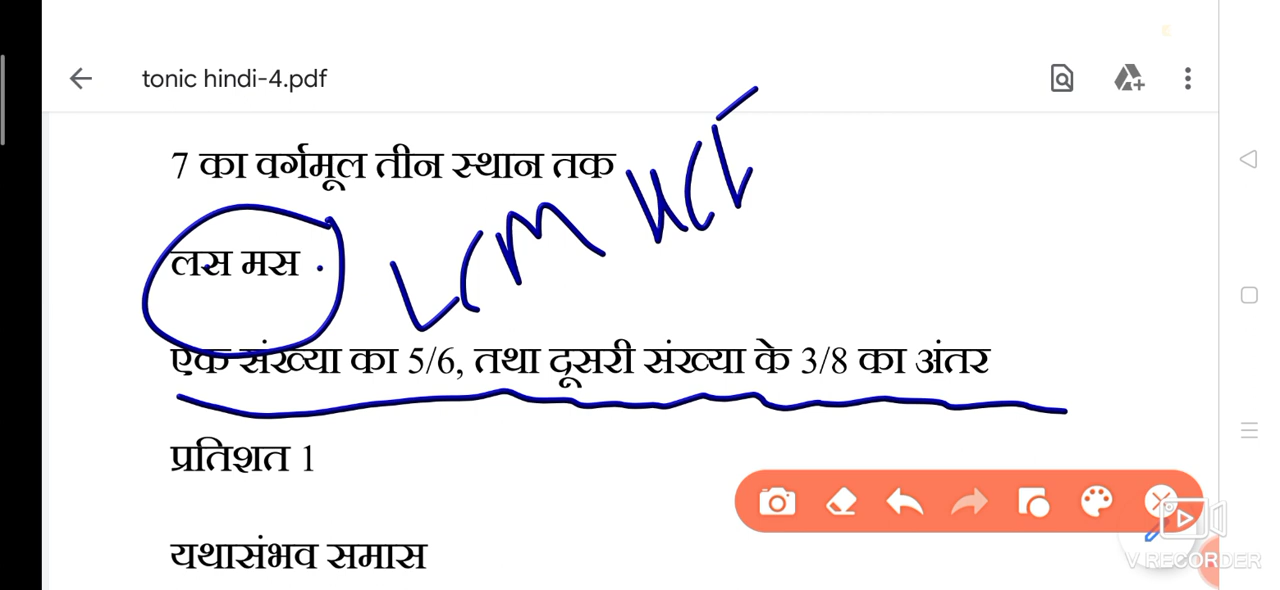 tonic hindi-4.pdf
7 का वर्गमूल तीन स्थान तक
लस मस
LCM HCF
एक संख्या का 5/6, तथा दूसरी संख्या के 3/8 का अंतर
प्रतिशत 1
यथासंभव समास
V RECORDER